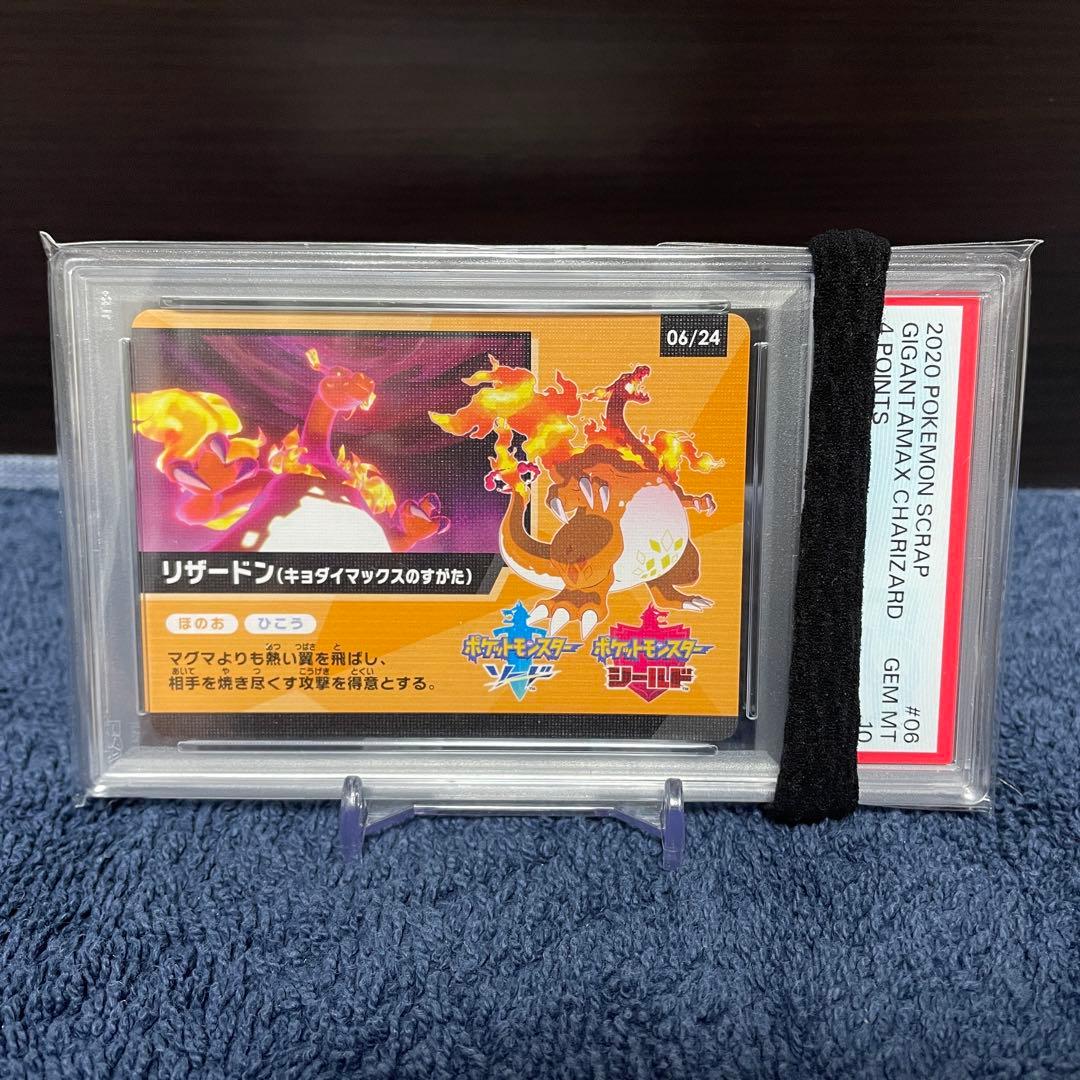 06/24
リザードン(キョダイマックスのすがた)
ほのお ひこう
マグマよりも熱い翼を飛ばし、
相手を焼き尽くす攻撃を得意とする。
ポケットモンスター
ソード
ポケットモンスター
シールド
2020 POKEMON SCRAP
GIGANTAMAX CHARIZARD
4 POINTS
#06
GEM MT
10